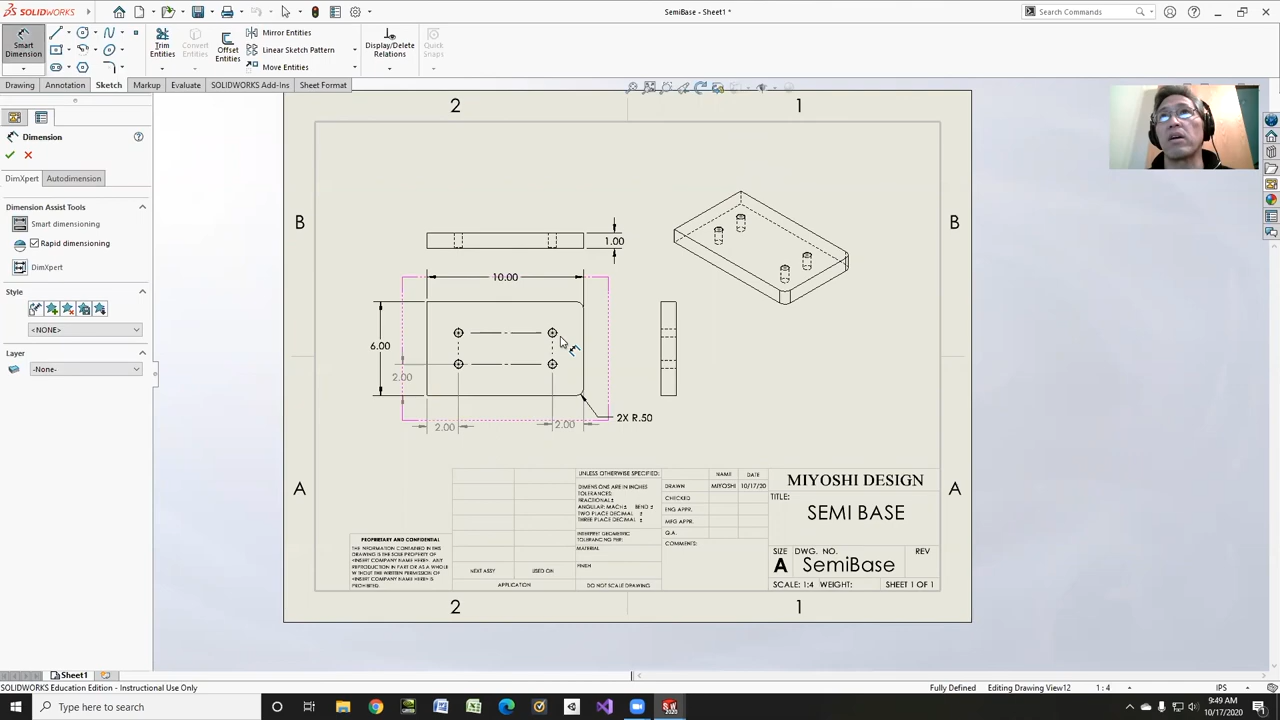 SOLIDWORKS
SemiBase - Sheet1 *
Search Commands
Smart Dimension
Trim Entities
Convert Entities
Offset Entities
Mirror Entities
Linear Sketch Pattern
Move Entities
Display/Delete Relations
Quick Snaps
Drawing
Annotation
Sketch
Markup
Evaluate
SOLIDWORKS Add-Ins
Sheet Format
Dimension
DimXpert
Autodimension
Dimension Assist Tools
Smart dimensioning
Rapid dimensioning
DimXpert
Style
<NONE>
Layer
-None-
2
1
B
B
1.00
10.00
6.00
2.00
2.00
2.00
2X R.50
A
A
UNLESS OTHERWISE SPECIFIED:
DIMENSIONS ARE IN INCHES
TOLERANCES:
FRACTIONAL±
ANGULAR: MACH± BEND ±
TWO PLACE DECIMAL ±
THREE PLACE DECIMAL ±
INTERPRET GEOMETRIC
TOLERANCING PER:
MATERIAL
FINISH
DO NOT SCALE DRAWING
NAME
DATE
DRAWN
MIYOSHI
10/17/20
CHECKED
ENG APPR.
MFG APPR.
Q.A.
COMMENTS:
MIYOSHI DESIGN
TITLE:
SEMI BASE
SIZE
DWG. NO.
REV
A
SemiBase
SCALE: 1:4
WEIGHT:
SHEET 1 OF 1
PROPRIETARY AND CONFIDENTIAL
THE INFORMATION CONTAINED IN THIS
DRAWING IS THE SOLE PROPERTY OF
<INSERT COMPANY NAME HERE>. ANY
REPRODUCTION IN PART OR AS A WHOLE
WITHOUT THE WRITTEN PERMISSION OF
<INSERT COMPANY NAME HERE> IS
PROHIBITED.
NEXT ASSY
USED ON
APPLICATION
2
1
Sheet1
SOLIDWORKS Education Edition - Instructional Use Only
Fully Defined
Editing Drawing View12
1 : 4
IPS
Type here to search
9:49 AM
10/17/2020